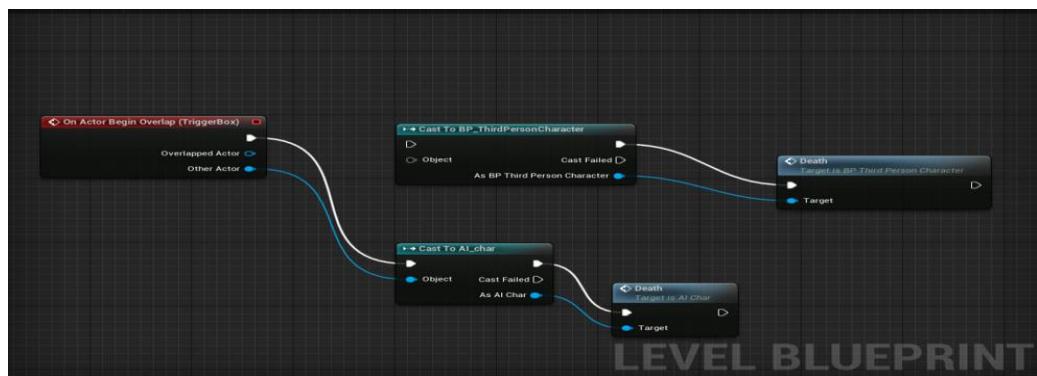 On Actor Begin Overlap (TriggerBox)
Overlapped Actor
Other Actor
Cast To BP_ThirdPersonCharacter
Object
Cast Failed
As BP Third Person Character
Death
Target is BP Third Person Character
Target
Cast To AI_char
Object
Cast Failed
As AI Char
Death
Target is AI Char
Target
LEVEL BLUEPRINT